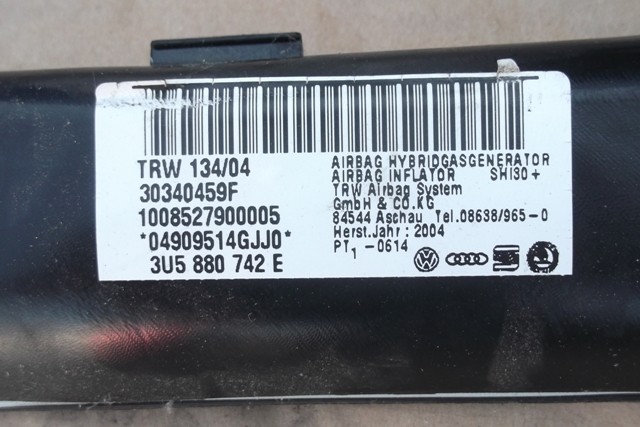 TRW 134/04
30340459F
1008527900005
*04909514GJJ0*
3U5 880 742 E
AIRBAG HYBRIDGASGENERATOR
AIRBAG INFLATOR SHI30+
TRW Airbag System
GmbH & CO.KG
84544 Aschau Tel.08638/965-0
Herst.Jahr: 2004
PT1 -0614